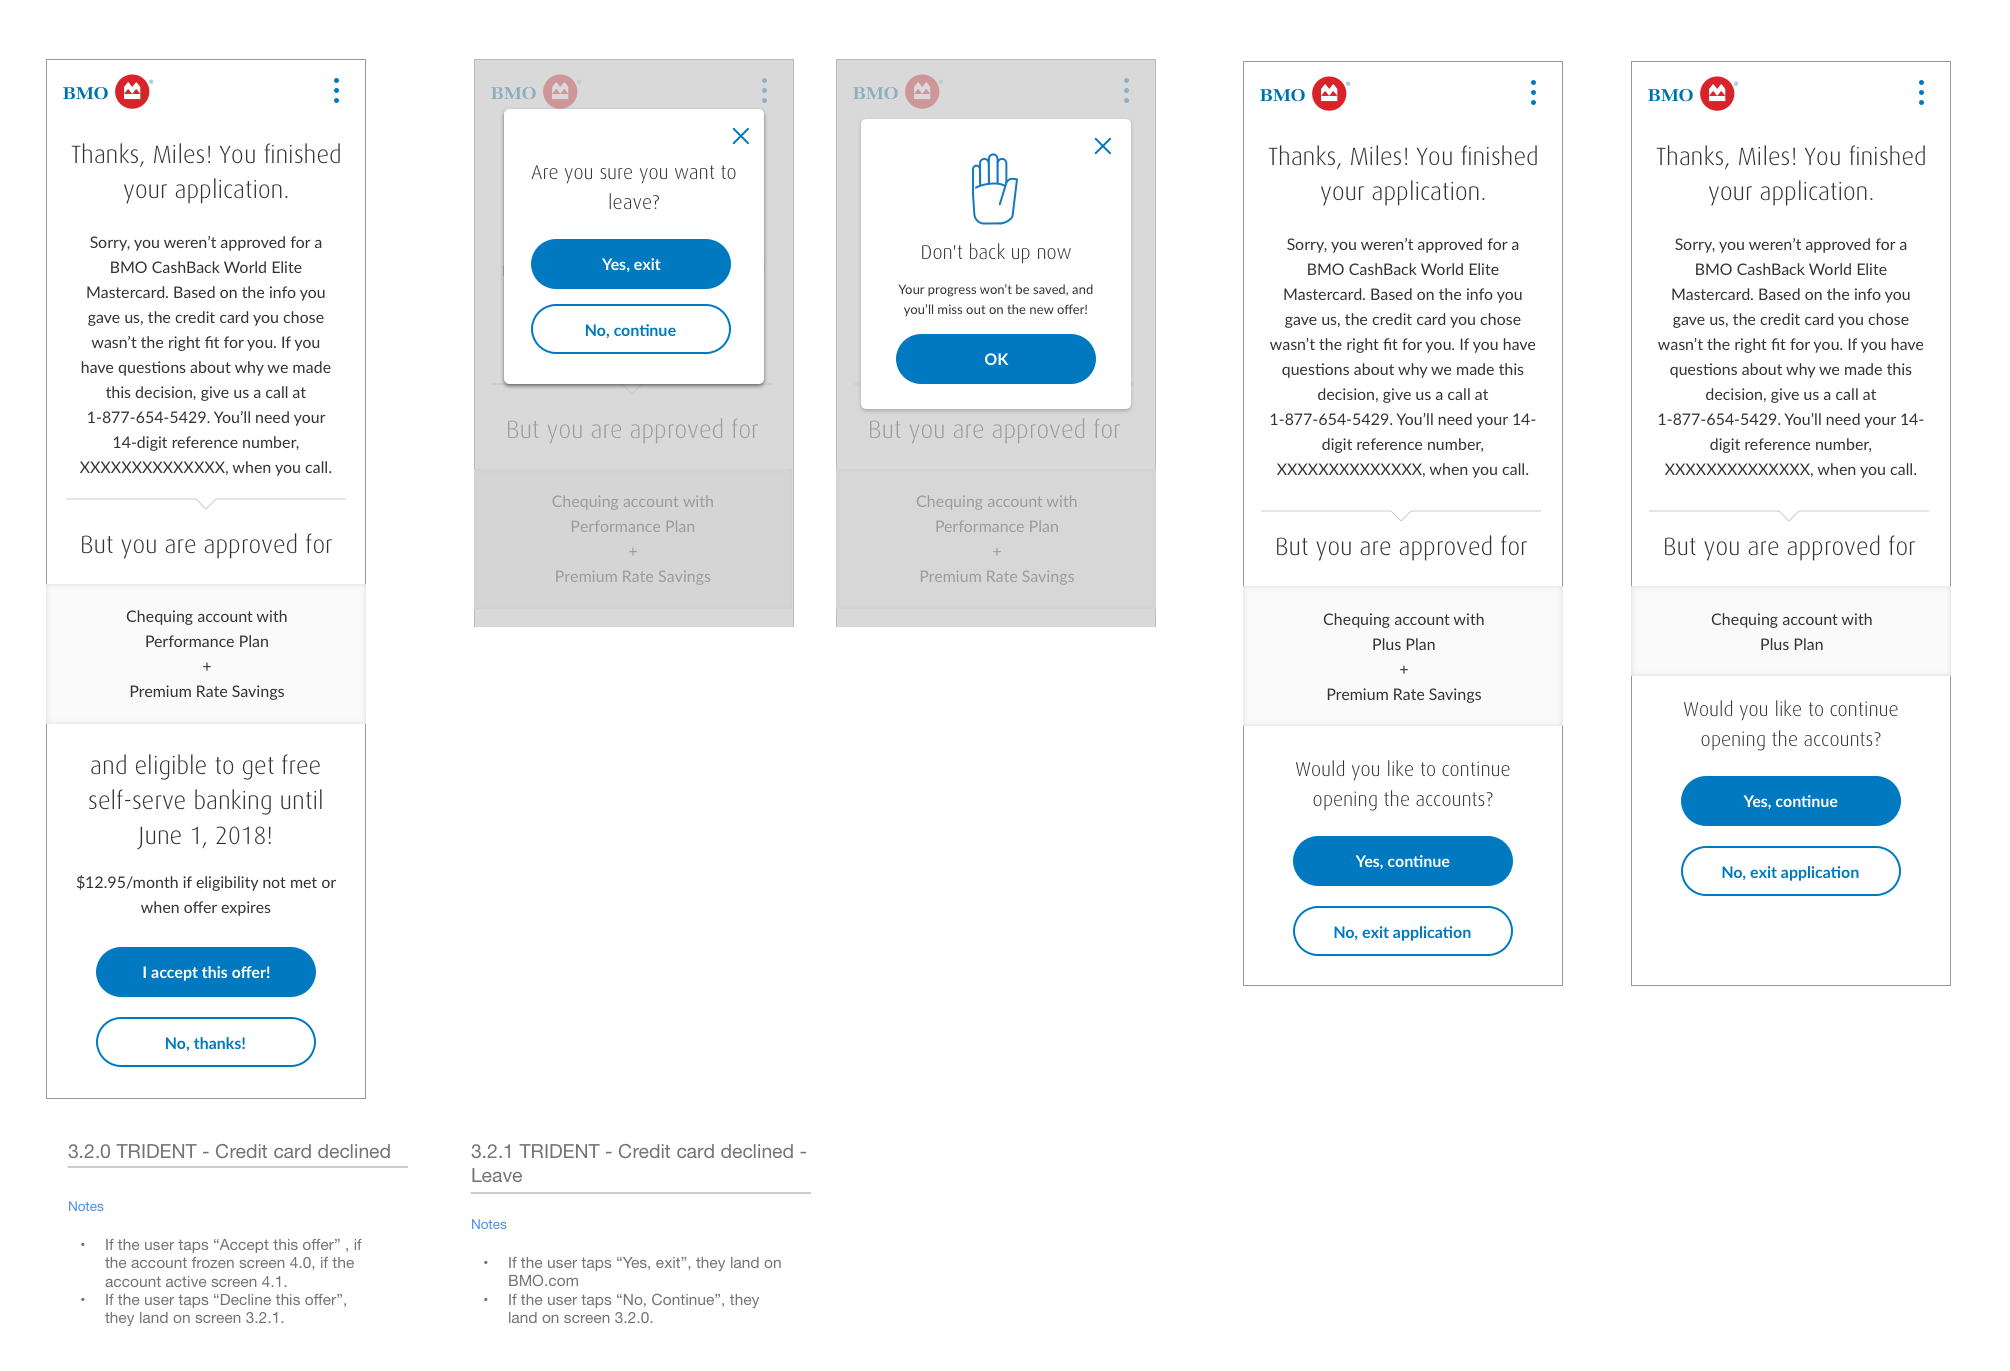 BMO
Thanks, Miles! You finished
your application.
Sorry, you weren’t approved for a
BMO CashBack World Elite
Mastercard. Based on the info you
gave us, the credit card you chose
wasn’t the right fit for you. If you
have questions about why we made
this decision, give us a call at
1-877-654-5429. You’ll need your
14-digit reference number,
XXXXXXXXXXXXXX, when you call.
But you are approved for
Chequing account with
Performance Plan
+
Premium Rate Savings
and eligible to get free
self-serve banking until
June 1, 2018!
$12.95/month if eligibility not met or
when offer expires
I accept this offer!
No, thanks!
3.2.0 TRIDENT - Credit card declined
Notes
• If the user taps “Accept this offer” , if
the account frozen screen 4.0, if the
account active screen 4.1.
• If the user taps “Decline this offer”,
they land on screen 3.2.1.
BMO
Are you sure you want to
leave?
Yes, exit
No, continue
But you are approved for
Chequing account with
Performance Plan
+
Premium Rate Savings
3.2.1 TRIDENT - Credit card declined -
Leave
Notes
• If the user taps “Yes, exit”, they land on
BMO.com
• If the user taps “No, Continue”, they
land on screen 3.2.0.
BMO
Don't back up now
Your progress won’t be saved, and
you’ll miss out on the new offer!
OK
But you are approved for
Chequing account with
Performance Plan
+
Premium Rate Savings
BMO
Thanks, Miles! You finished
your application.
Sorry, you weren’t approved for a
BMO CashBack World Elite
Mastercard. Based on the info you
gave us, the credit card you chose
wasn’t the right fit for you. If you have
questions about why we made this
decision, give us a call at
1-877-654-5429. You’ll need your 14-
digit reference number,
XXXXXXXXXXXXXX, when you call.
But you are approved for
Chequing account with
Plus Plan
+
Premium Rate Savings
Would you like to continue
opening the accounts?
Yes, continue
No, exit application
BMO
Thanks, Miles! You finished
your application.
Sorry, you weren’t approved for a
BMO CashBack World Elite
Mastercard. Based on the info you
gave us, the credit card you chose
wasn’t the right fit for you. If you have
questions about why we made this
decision, give us a call at
1-877-654-5429. You’ll need your 14-
digit reference number,
XXXXXXXXXXXXXX, when you call.
But you are approved for
Chequing account with
Plus Plan
Would you like to continue
opening the accounts?
Yes, continue
No, exit application